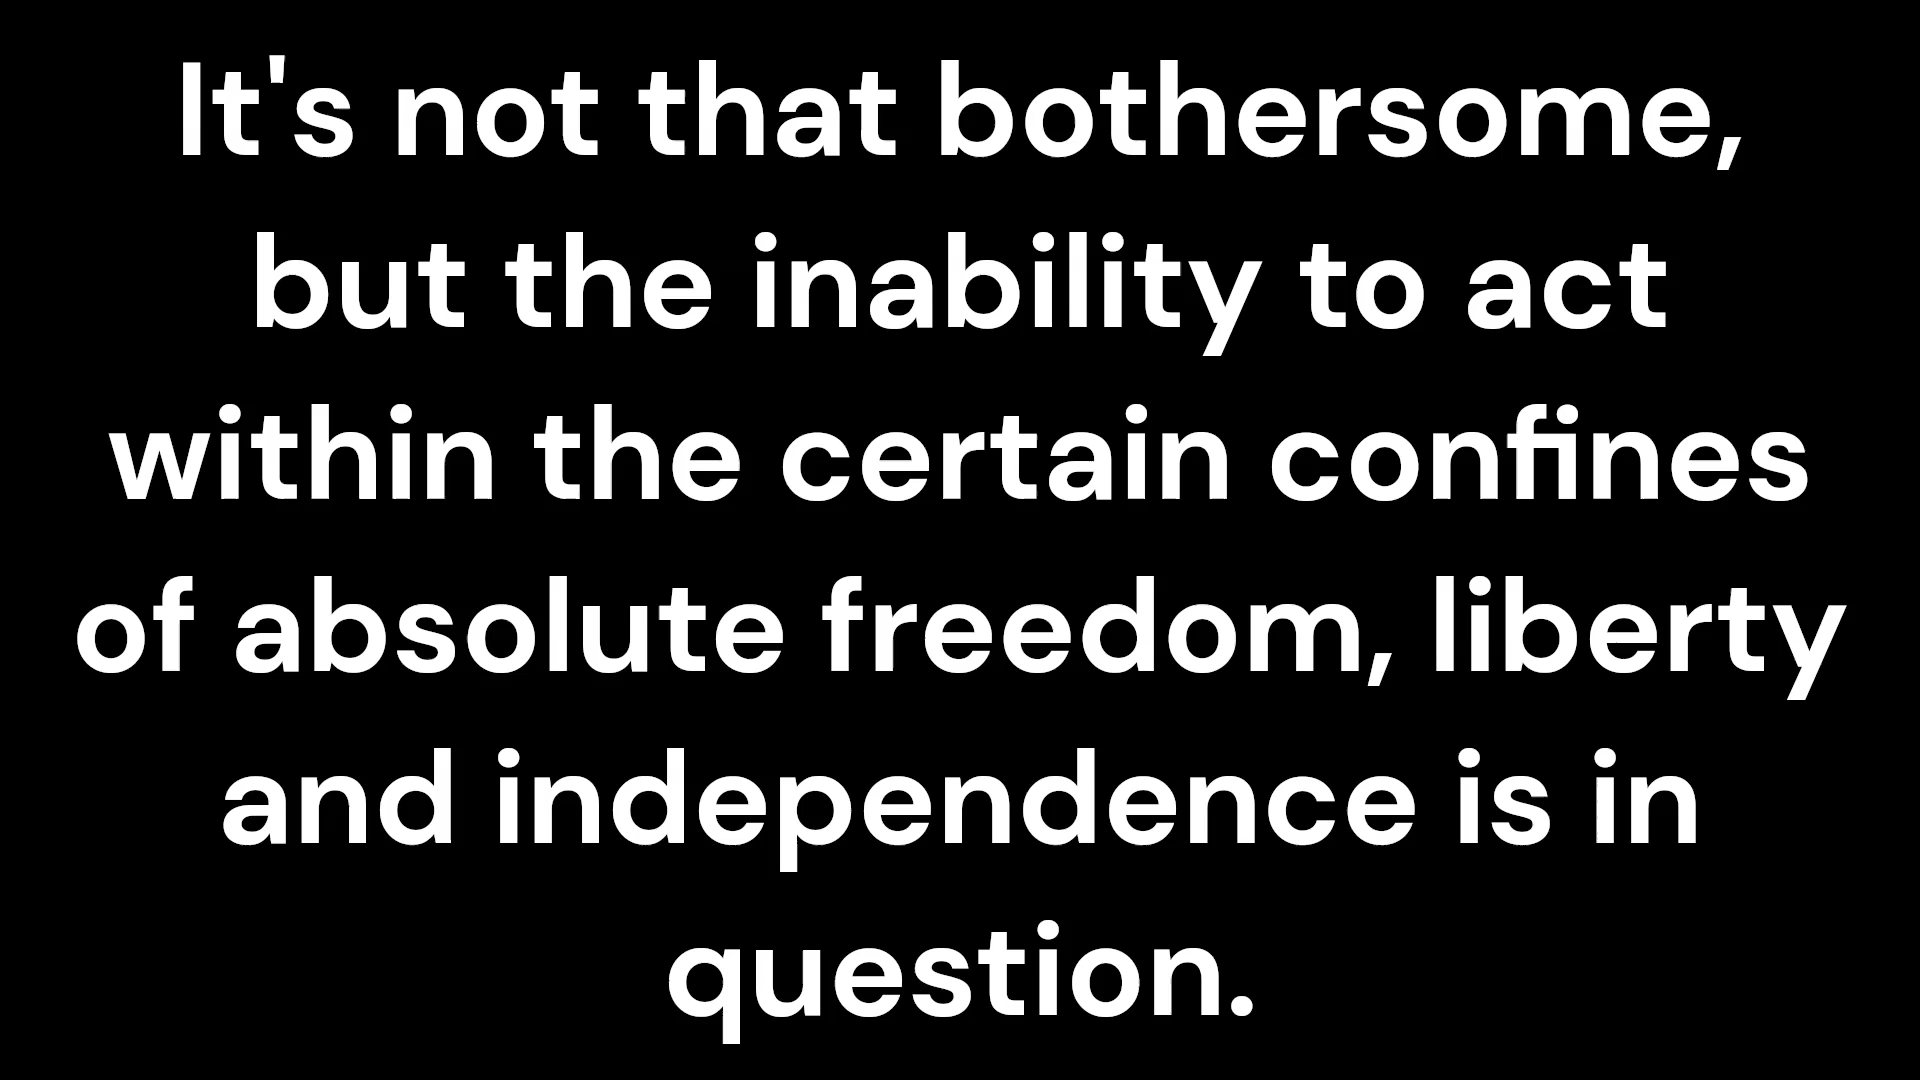 It's not that bothersome,
but the inability to act
within the certain confines
of absolute freedom, liberty
and independence is in
question.